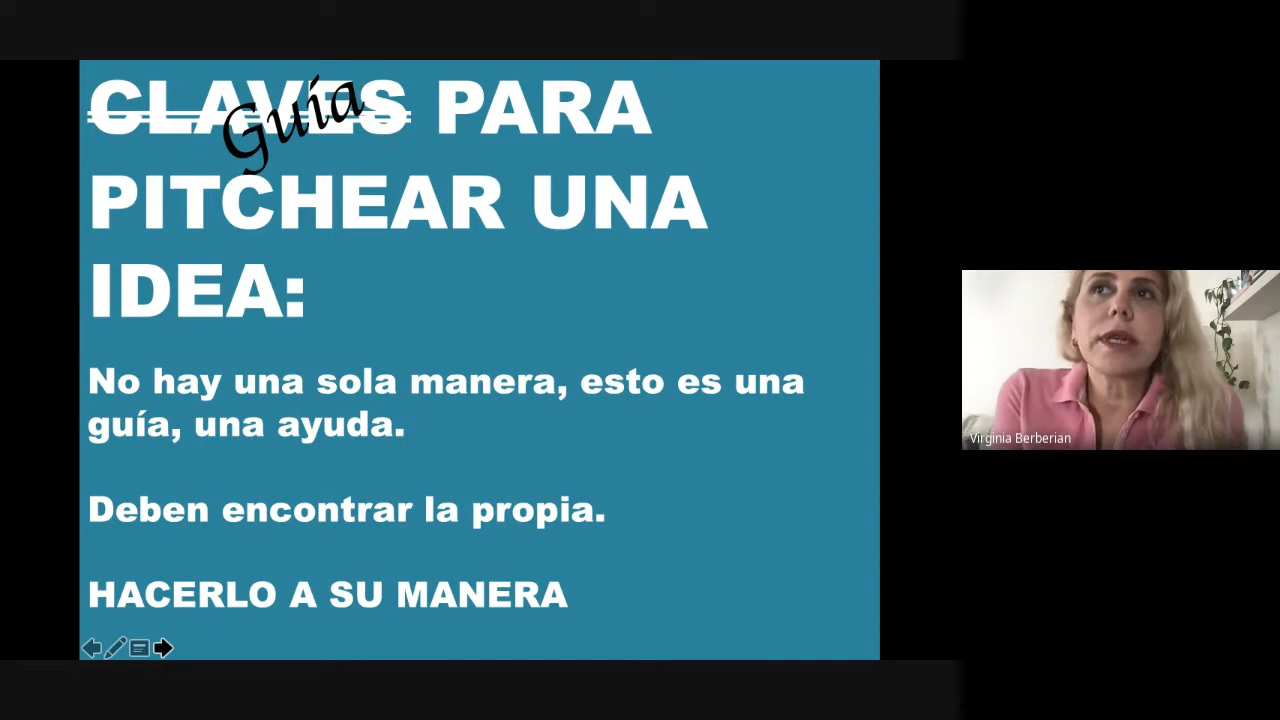 CLAVES PARA
Guía
PITCHEAR UNA
IDEA:
No hay una sola manera, esto es una
guía, una ayuda.
Deben encontrar la propia.
HACERLO A SU MANERA
Virginia Berberian